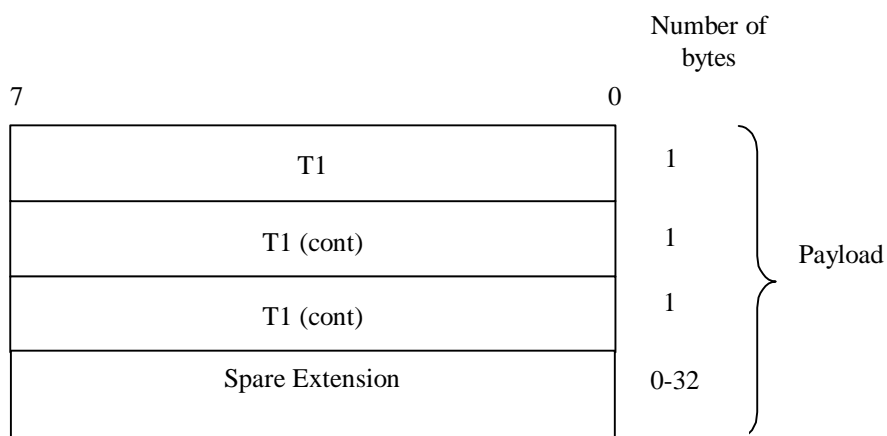 Number of
bytes
7
0
T1
1
T1 (cont)
1
Payload
T1 (cont)
1
Spare Extension
0-32